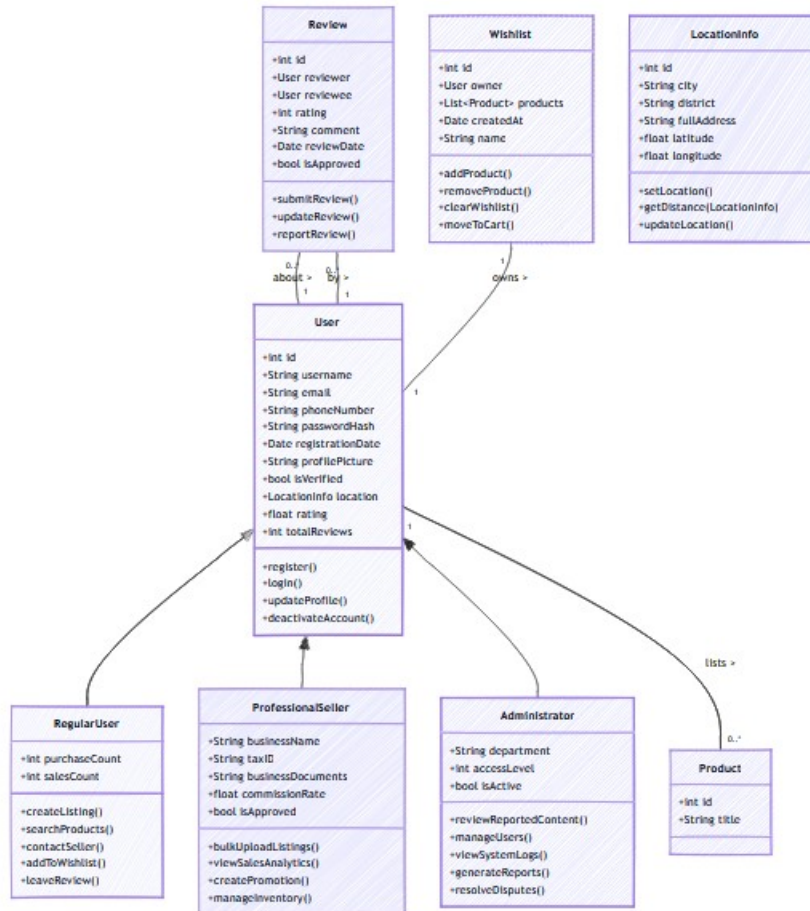 Review
+int id
+User reviewer
+User reviewee
+int rating
+String comment
+Date reviewDate
+bool isApproved
+submitReview()
+updateReview()
+reportReview()
Wishlist
+int id
+User owner
+List<Product> products
+Date createdAt
+String name
+addProduct()
+removeProduct()
+clearWishlist()
+moveToCart()
LocationInfo
+int id
+String city
+String district
+String fullAddress
+float latitude
+float longitude
+setLocation()
+getDistance(LocationInfo)
+updateLocation()
0..*
0..*
1
about >
by >
owns >
1
1
User
+int id
+String username
+String email
+String phoneNumber
+String passwordHash
+Date registrationDate
+String profilePicture
+bool isVerified
+LocationInfo location
+float rating
+int totalReviews
+register()
+login()
+updateProfile()
+deactivateAccount()
1
1
lists >
0..*
RegularUser
+int purchaseCount
+int salesCount
+createListing()
+searchProducts()
+contactSeller()
+addToWishlist()
+leaveReview()
ProfessionalSeller
+String businessName
+String taxID
+String businessDocuments
+float commissionRate
+bool isApproved
+bulkUploadListings()
+viewSalesAnalytics()
+createPromotion()
+manageInventory()
Administrator
+String department
+int accessLevel
+bool isActive
+reviewReportedContent()
+manageUsers()
+viewSystemLogs()
+generateReports()
+resolveDisputes()
Product
+int id
+String title